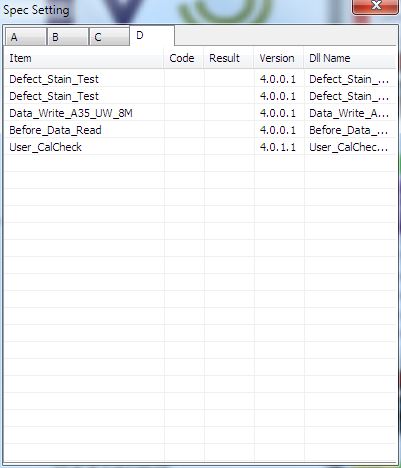 Spec Setting
A B C D
Item Code Result Version Dll Name
Defect_Stain_Test 4.0.0.1 Defect_Stain_...
Defect_Stain_Test 4.0.0.1 Defect_Stain_...
Data_Write_A35_UW_8M 4.0.0.1 Data_Write_A...
Before_Data_Read 4.0.0.1 Before_Data_...
User_CalCheck 4.0.1.1 User_CalChec...